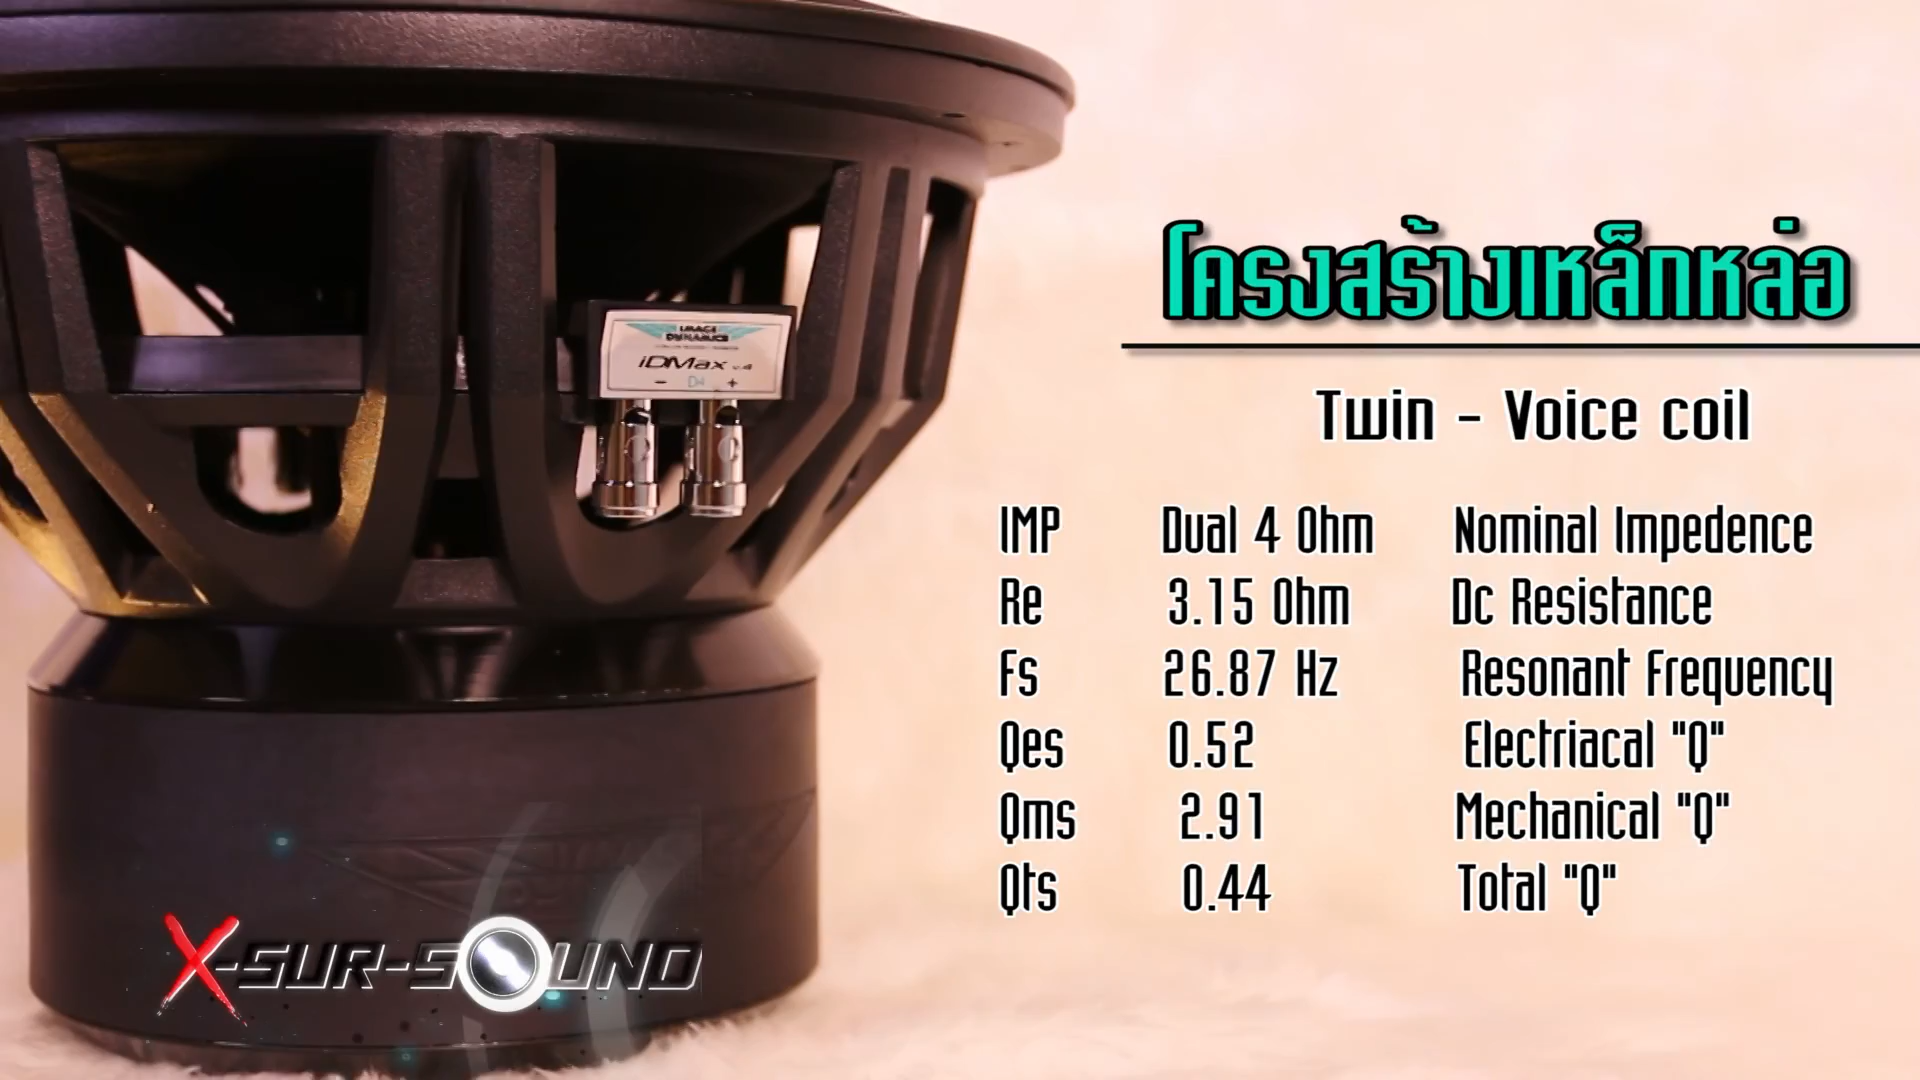 โครงสร้างเหล็กหล่อ
Twin - Voice coil
IMP Dual 4 Ohm Nominal Impedence
Re 3.15 Ohm Dc Resistance
Fs 26.87 Hz Resonant Frequency
Qes 0.52 Electriacal "Q"
Qms 2.91 Mechanical "Q"
Qts 0.44 Total "Q"
IMAGE
DYNAMICS
iDMax v.4
- D4 +
X-SUR-SOUND